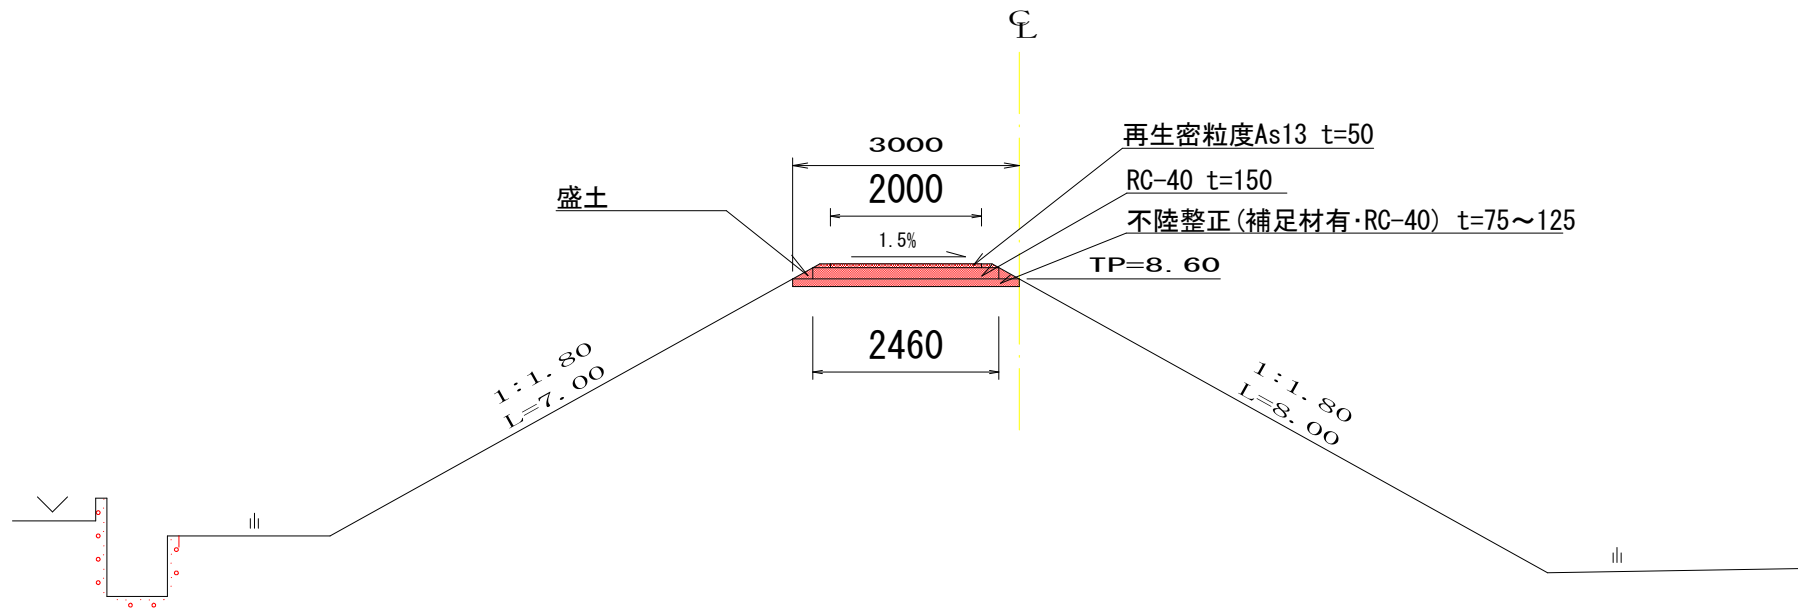 ℄
3000
再生密粒度As13 t=50
2000
RC-40 t=150
盛土
不陸整正(補足材有・RC-40) t=75～125
1.5%
TP=8.60
2460
1:1.80
L=7.00
1:1.80
L=8.00